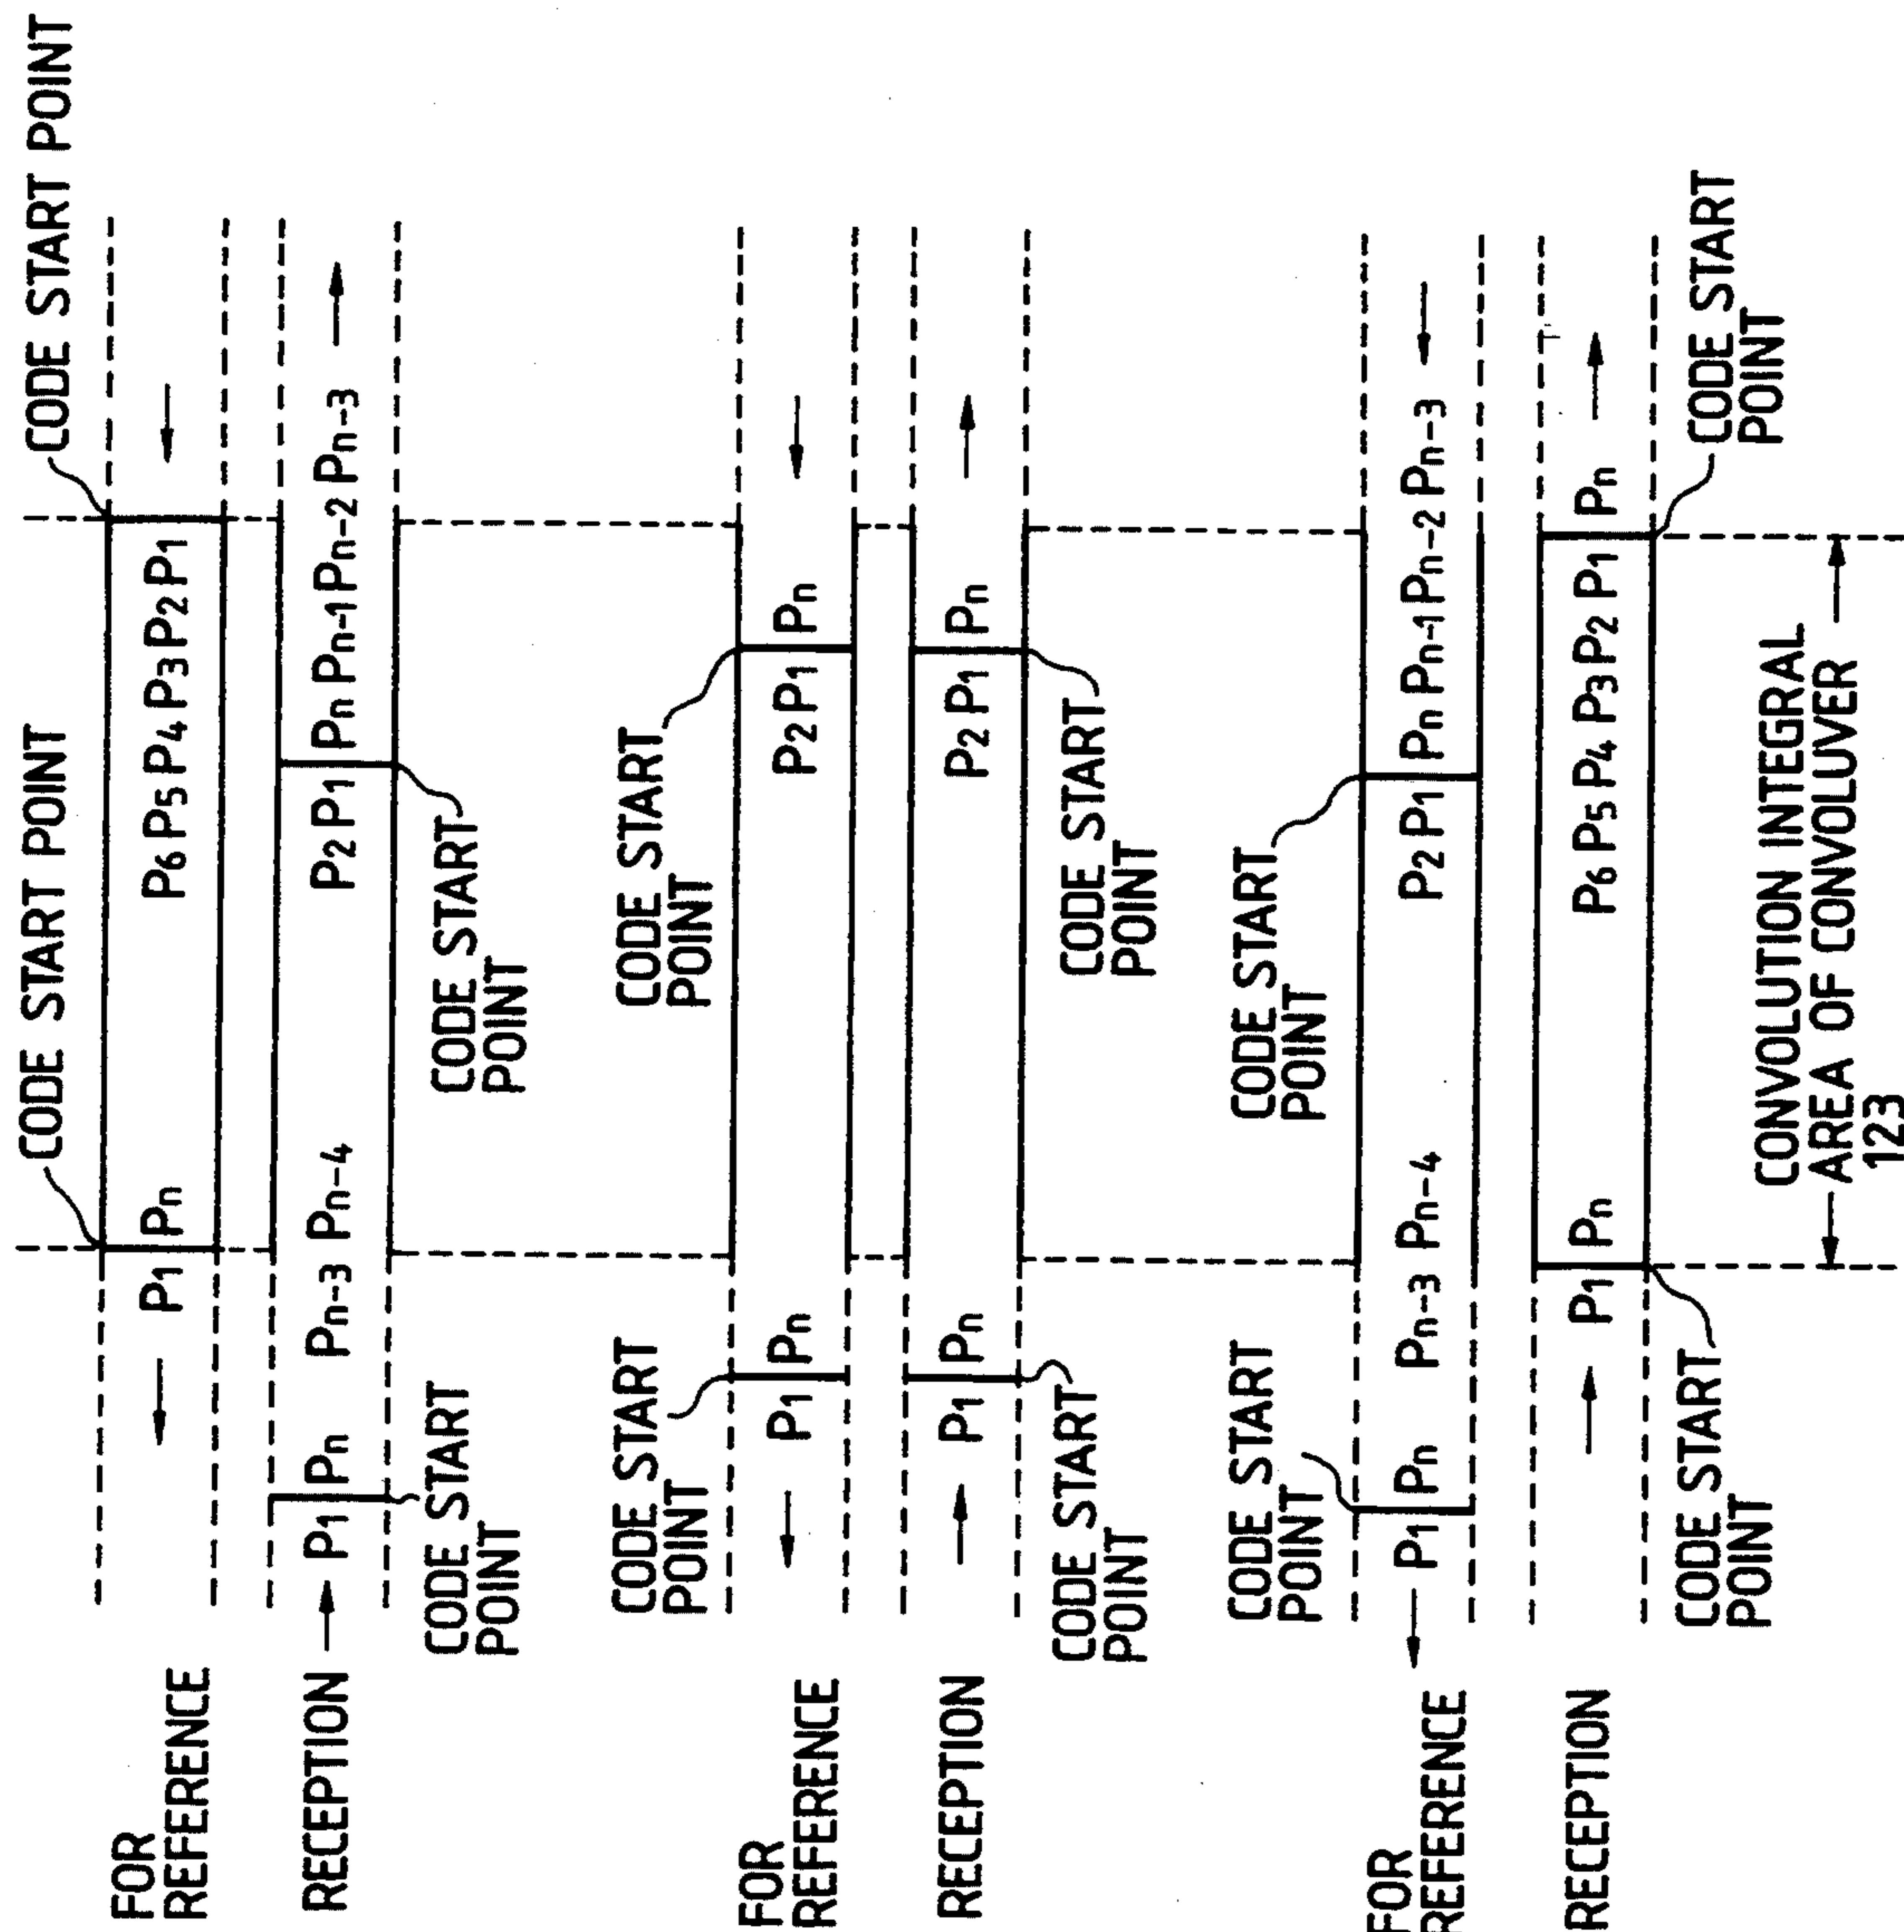 CODE START POINT
CODE START POINT
FOR
REFERENCE
← P1 Pn P6 P5 P4 P3 P2 P1 ←
RECEPTION → P1 Pn Pn-3 Pn-4 P2 P1 Pn Pn-1 Pn-2 Pn-3 →
CODE START
POINT
CODE START
POINT
CODE START
POINT
CODE START
POINT
FOR
REFERENCE
← P1 Pn P2 P1 Pn ←
RECEPTION → P1 Pn P2 P1 Pn →
CODE START
POINT
CODE START
POINT
CODE START
POINT
CODE START
POINT
FOR
REFERENCE
← P1 Pn Pn-3 Pn-4 P2 P1 Pn Pn-1 Pn-2 Pn-3 ←
RECEPTION → P1 Pn P6 P5 P4 P3 P2 P1 Pn →
CODE START
POINT
CODE START
POINT
CONVOLUTION INTEGRAL
AREA OF CONVOLUVER
123